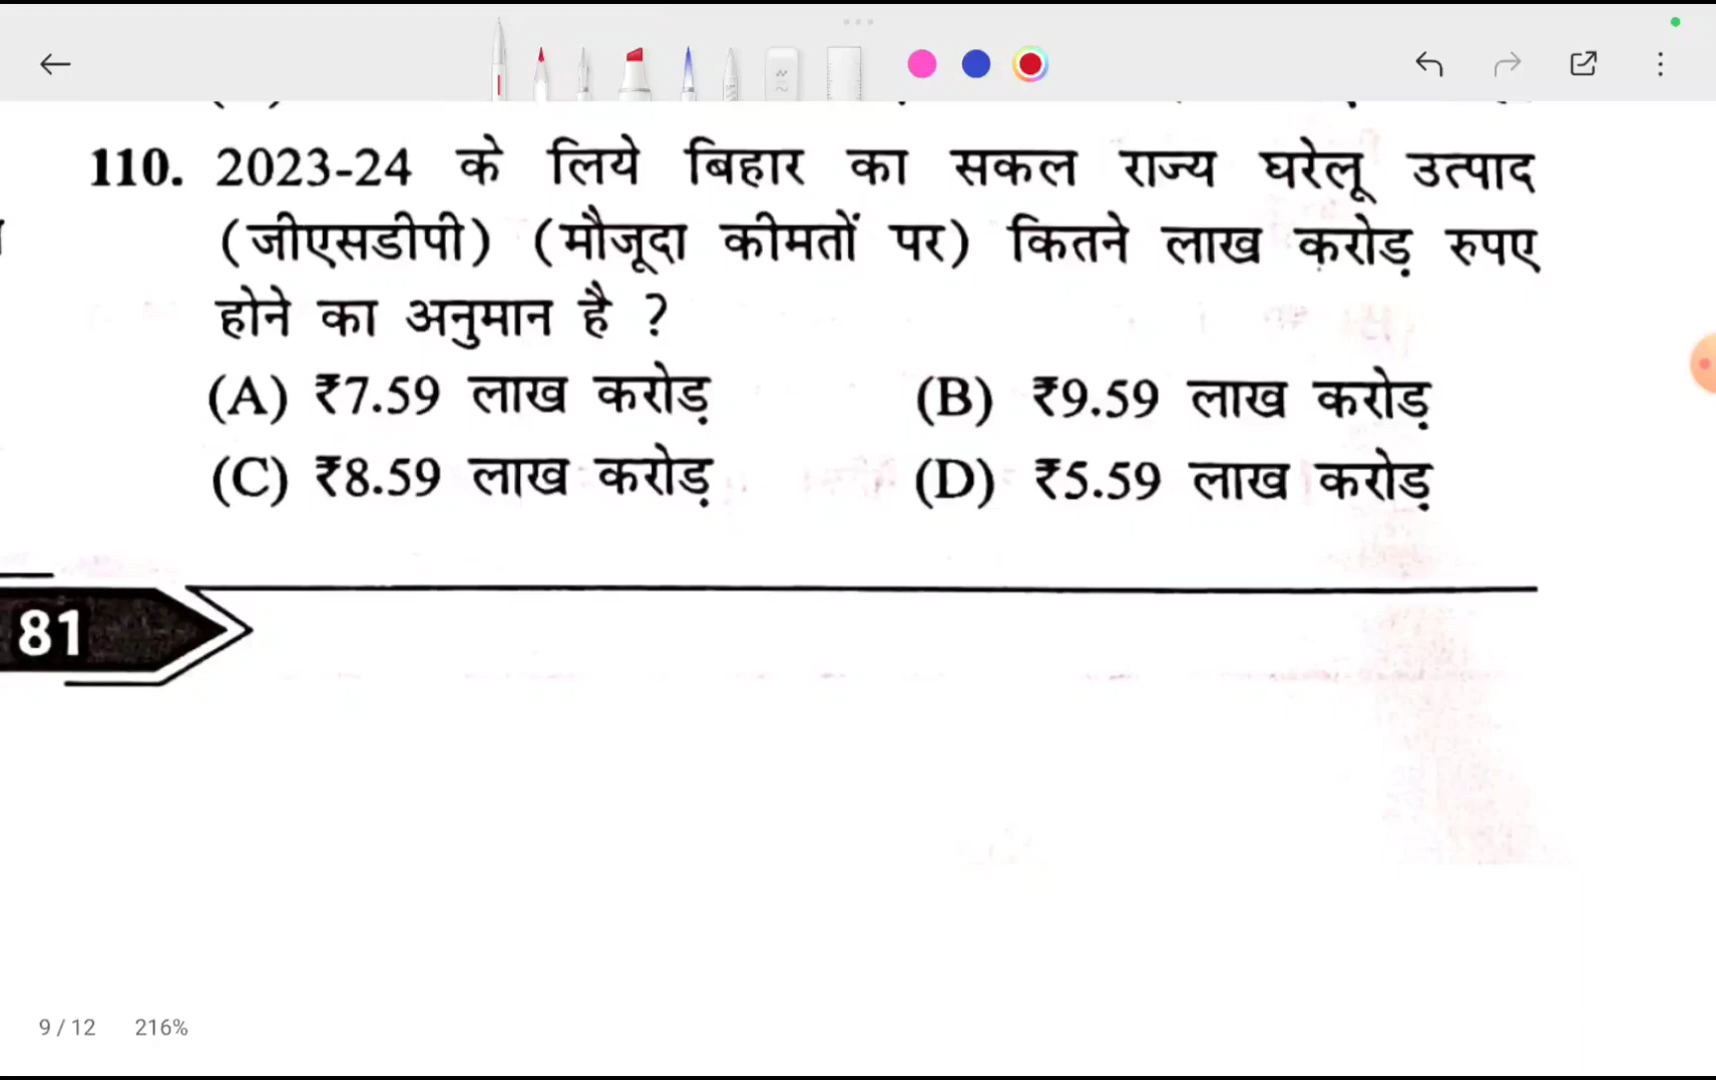 110. 2023-24 के लिये बिहार का सकल राज्य घरेलू उत्पाद
(जीएसडीपी) (मौजूदा कीमतों पर) कितने लाख करोड़ रुपए
होने का अनुमान है ?
(A) ₹7.59 लाख करोड़ (B) ₹9.59 लाख करोड़
(C) ₹8.59 लाख करोड़ (D) ₹5.59 लाख करोड़
81
9 / 12 216%